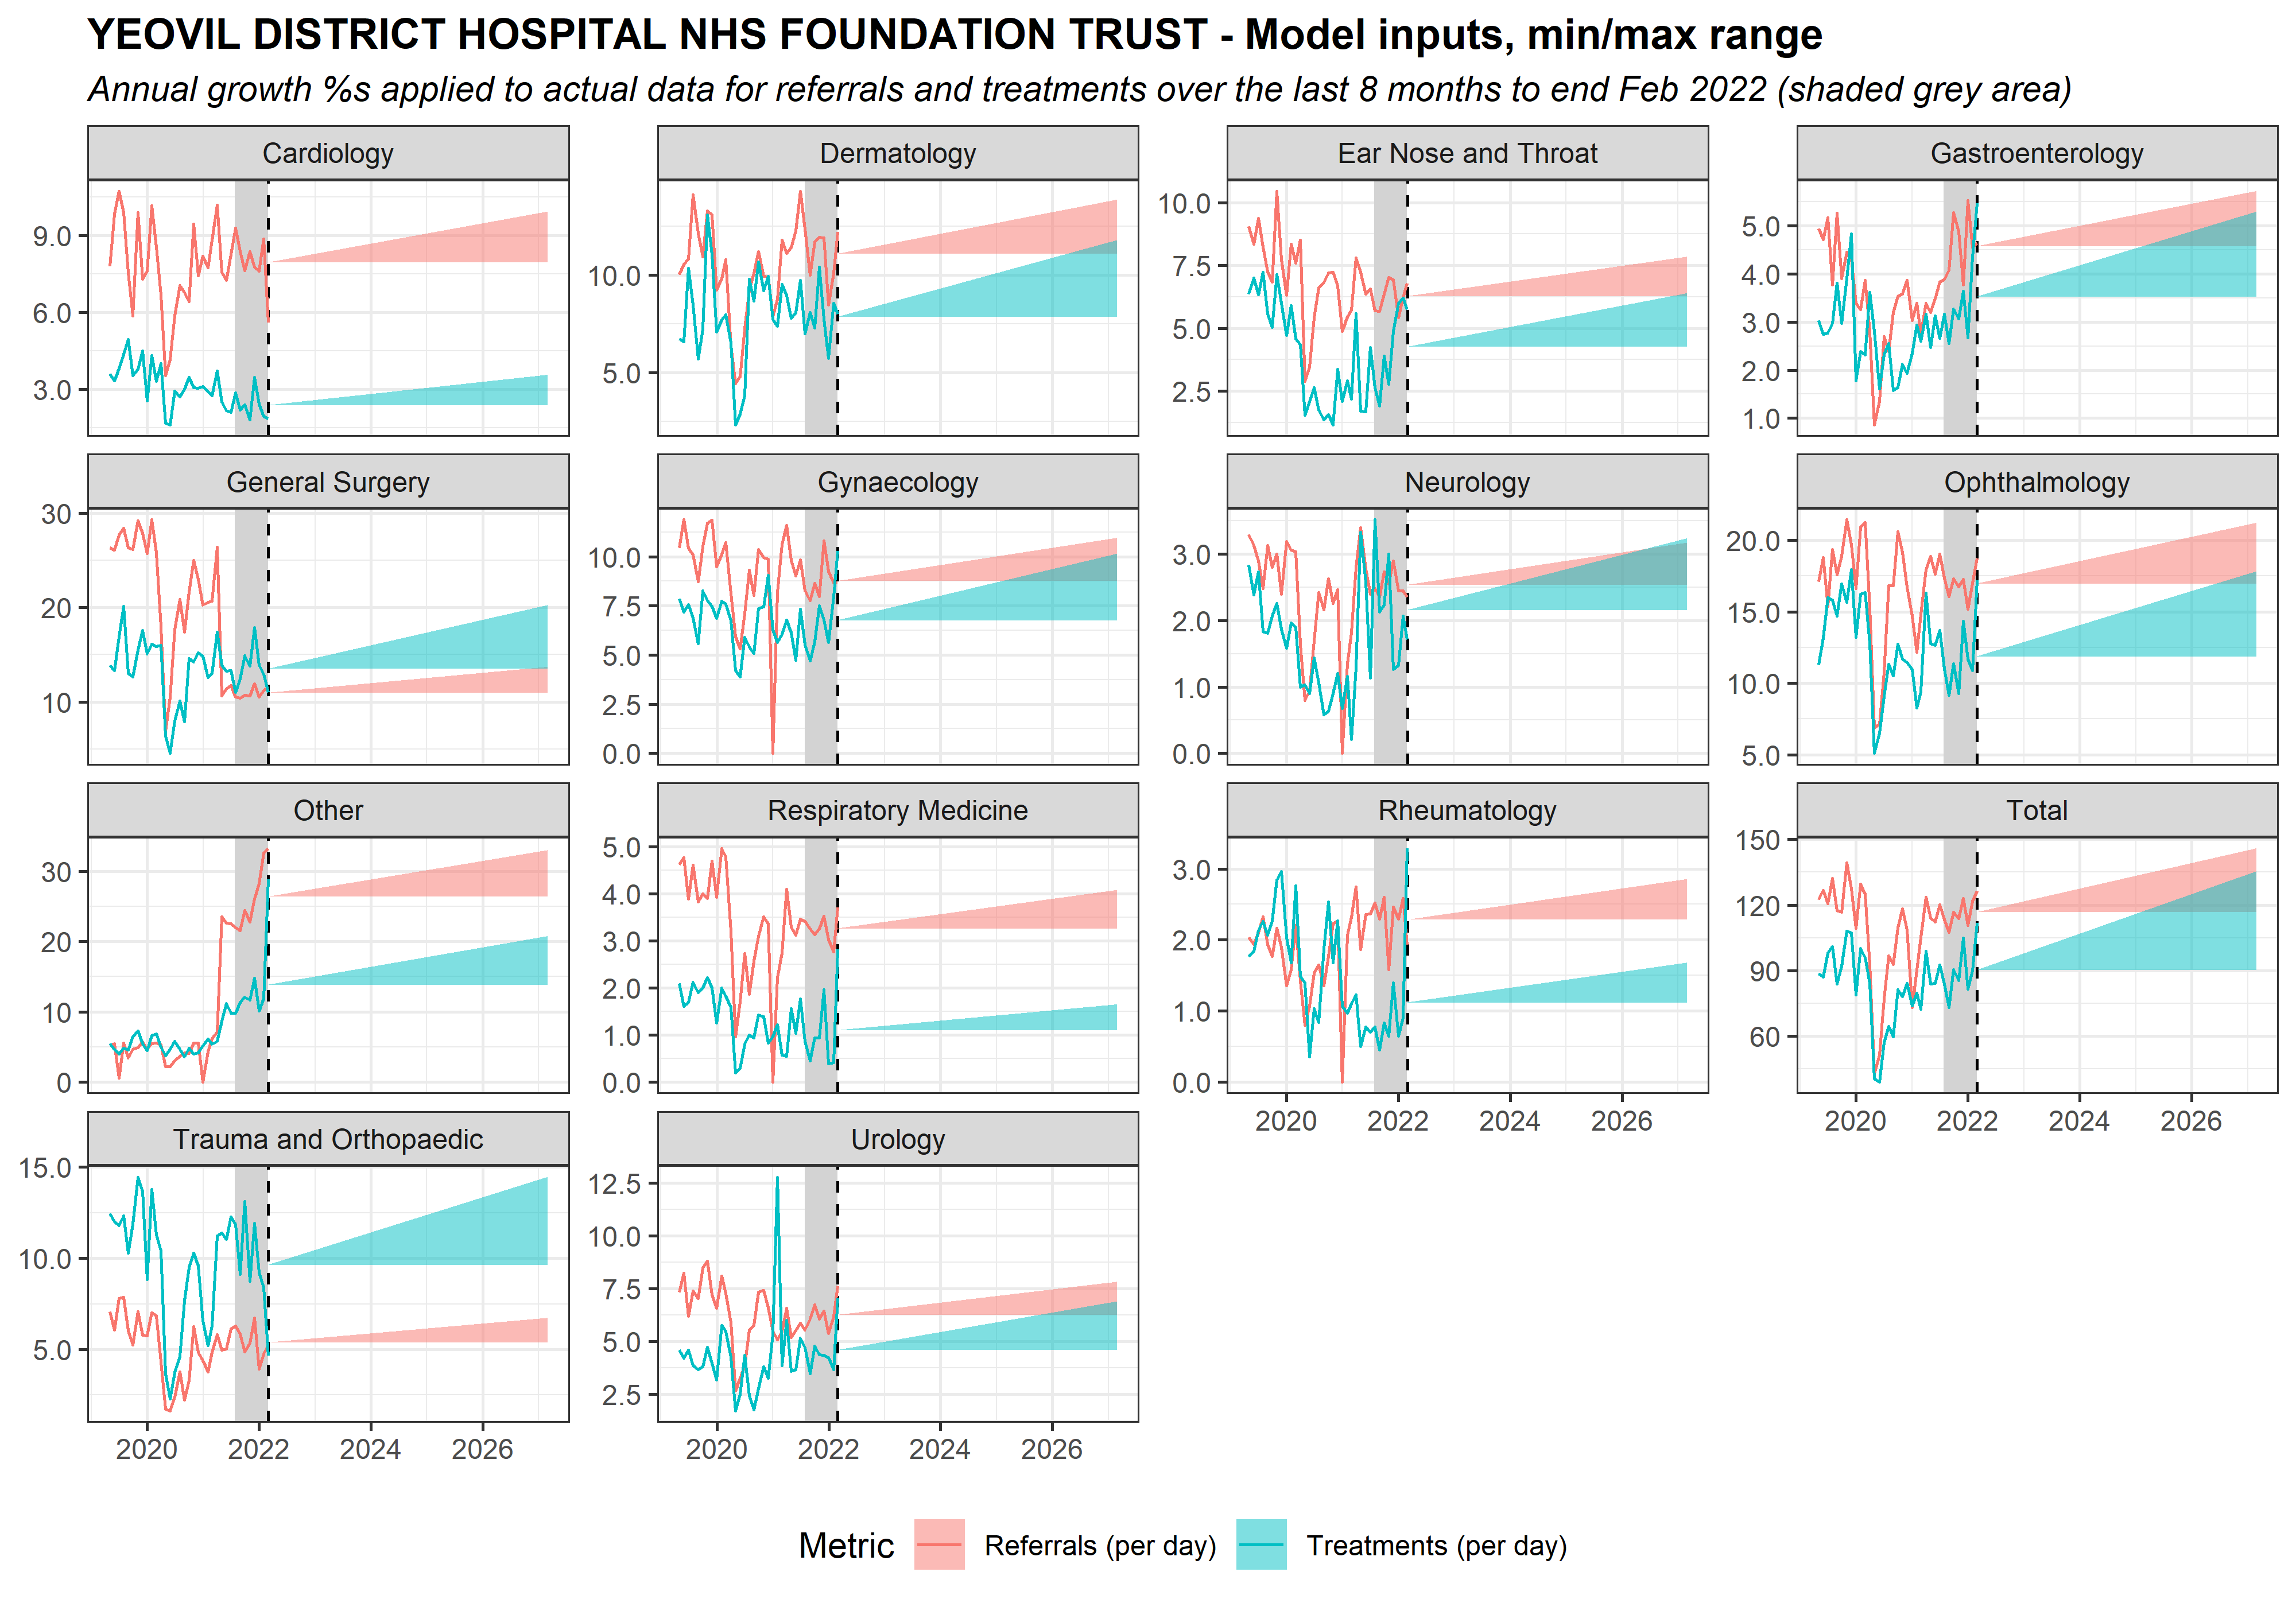 YEOVIL DISTRICT HOSPITAL NHS FOUNDATION TRUST - Model inputs, min/max range
Annual growth %s applied to actual data for referrals and treatments over the last 8 months to end Feb 2022 (shaded grey area)
Cardiology
9.0
6.0
3.0
Dermatology
10.0
5.0
Ear Nose and Throat
10.0
7.5
5.0
2.5
Gastroenterology
5.0
4.0
3.0
2.0
1.0
General Surgery
30
20
10
Gynaecology
10.0
7.5
5.0
2.5
0.0
Neurology
3.0
2.0
1.0
0.0
Ophthalmology
20.0
15.0
10.0
5.0
Other
30
20
10
0
Respiratory Medicine
5.0
4.0
3.0
2.0
1.0
0.0
Rheumatology
3.0
2.0
1.0
0.0
2020 2022 2024 2026
Total
150
120
90
60
2020 2022 2024 2026
Trauma and Orthopaedic
15.0
10.0
5.0
2020 2022 2024 2026
Urology
12.5
10.0
7.5
5.0
2.5
2020 2022 2024 2026
Metric Referrals (per day) Treatments (per day)